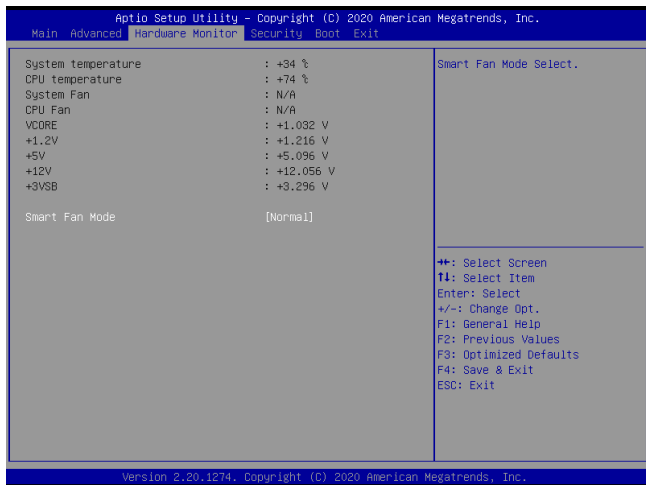 Aptio Setup Utility – Copyright (C) 2020 American Megatrends, Inc.
Main Advanced Hardware Monitor Security Boot Exit
System temperature : +34 ℃
CPU temperature : +74 ℃
System Fan : N/A
CPU Fan : N/A
VCORE : +1.032 V
+1.2V : +1.216 V
+5V : +5.096 V
+12V : +12.056 V
+3VSB : +3.296 V
Smart Fan Mode [Normal]
Smart Fan Mode Select.
→←: Select Screen
↑↓: Select Item
Enter: Select
+/-: Change Opt.
F1: General Help
F2: Previous Values
F3: Optimized Defaults
F4: Save & Exit
ESC: Exit
Version 2.20.1274. Copyright (C) 2020 American Megatrends, Inc.